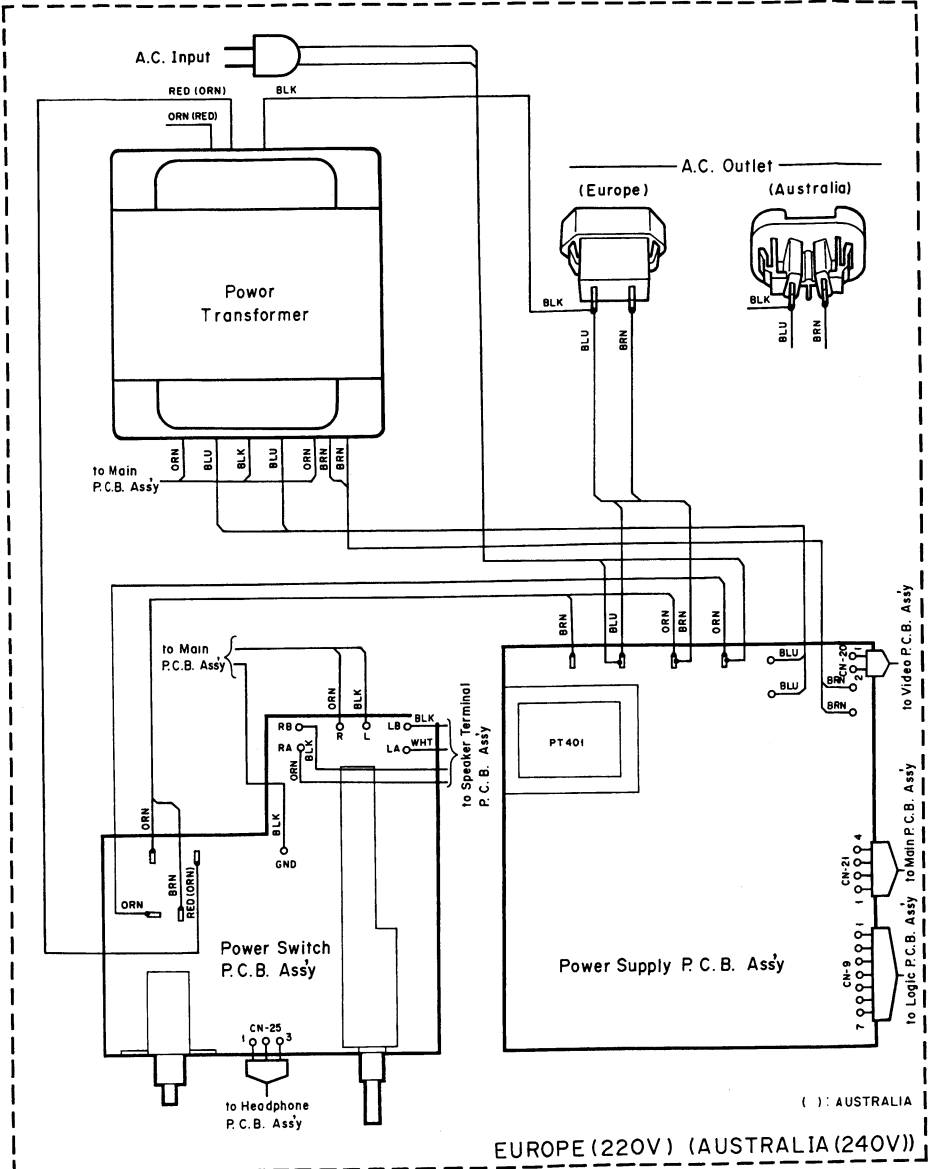 A.C. Input
RED (ORN)
BLK
ORN (RED)
A.C. Outlet
(Europe)
(Australia)
Powor
Transformer
BLK
BLU
BRN
BLK
BLU
BRN
ORN
BLU
BLK
BLU
ORN
BRN
BRN
to Main
P.C.B. Ass'y
BRN
BLU
ORN
BRN
ORN
to Main
P.C.B. Ass'y
ORN
BLK
RB
R
L
LB
BLK
RA
BLK
ORN
LA
WHT
to Speaker Terminal
P.C.B. Ass'y
BLK
GND
ORN
BRN
RED(ORN)
ORN
Power Switch
P.C.B. Ass'y
CN-25
1
3
to Headphone
P.C.B. Ass'y
PT401
BLU
BLU
BRN
BRN
CN-20
1
2
to Video P.C.B. Ass'y
CN-21
4
1
to Main P.C.B. Ass'y
CN-9
1
7
to Logic P.C.B. Ass'y
Power Supply P.C.B. Ass'y
( ): AUSTRALIA
EUROPE(220V) (AUSTRALIA(240V))